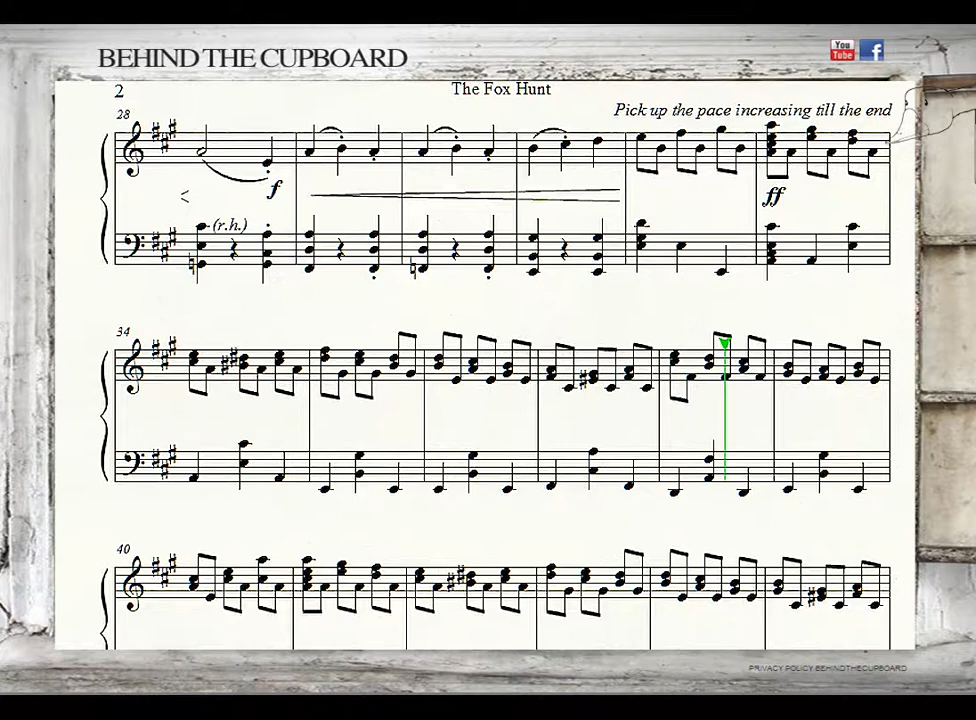 BEHIND THE CUPBOARD
You
Tube
f
2
The Fox Hunt
Pick up the pace increasing till the end
28
f
(r.h.)
ff
34
40
PRIVACY POLICY BEHINDTHECUPBOARD